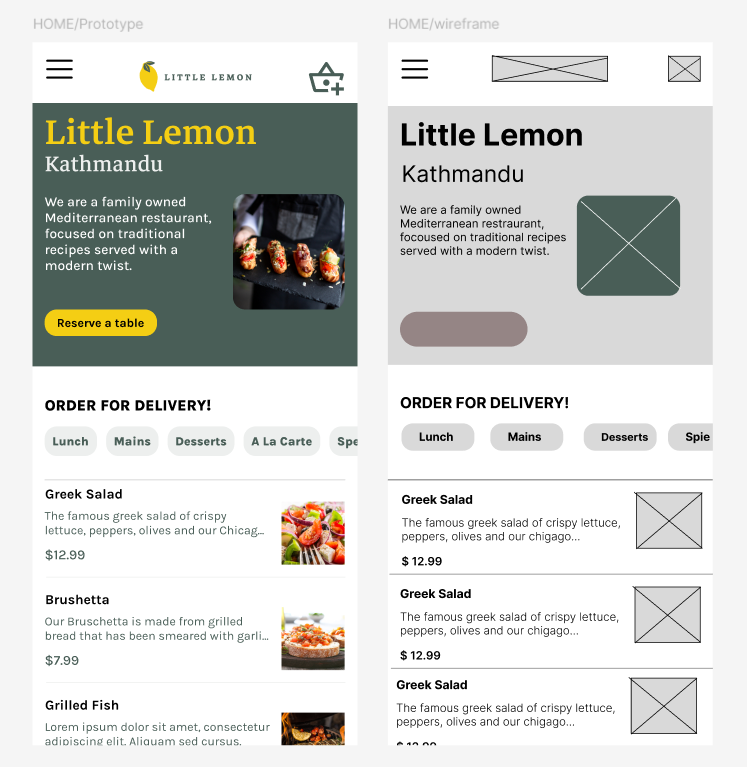 HOME/Prototype
LITTLE LEMON
Little Lemon
Kathmandu
We are a family owned
Mediterranean restaurant,
focused on traditional
recipes served with a
modern twist.
Reserve a table
ORDER FOR DELIVERY!
Lunch Mains Desserts A La Carte Spe
Greek Salad
The famous greek salad of crispy
lettuce, peppers, olives and our Chicag...
$12.99
Brushetta
Our Bruschetta is made from grilled
bread that has been smeared with garli...
$7.99
Grilled Fish
Lorem ipsum dolor sit amet, consectetur
adipiscing elit. Aliquam sed cursus.
HOME/wireframe
Little Lemon
Kathmandu
We are a family owned
Mediterranean restraurant,
focoused on traditional recipes
served with a modern twist.
ORDER FOR DELIVERY!
Lunch Mains Desserts Spie
Greek Salad
The famous greek salad of crispy lettuce,
peppers, olives and our chigago...
$ 12.99
Greek Salad
The famous greek salad of crispy lettuce,
peppers, olives and our chigago...
$ 12.99
Greek Salad
The famous greek salad of crispy lettuce,
peppers, olives and our chigago...
$ 12.99